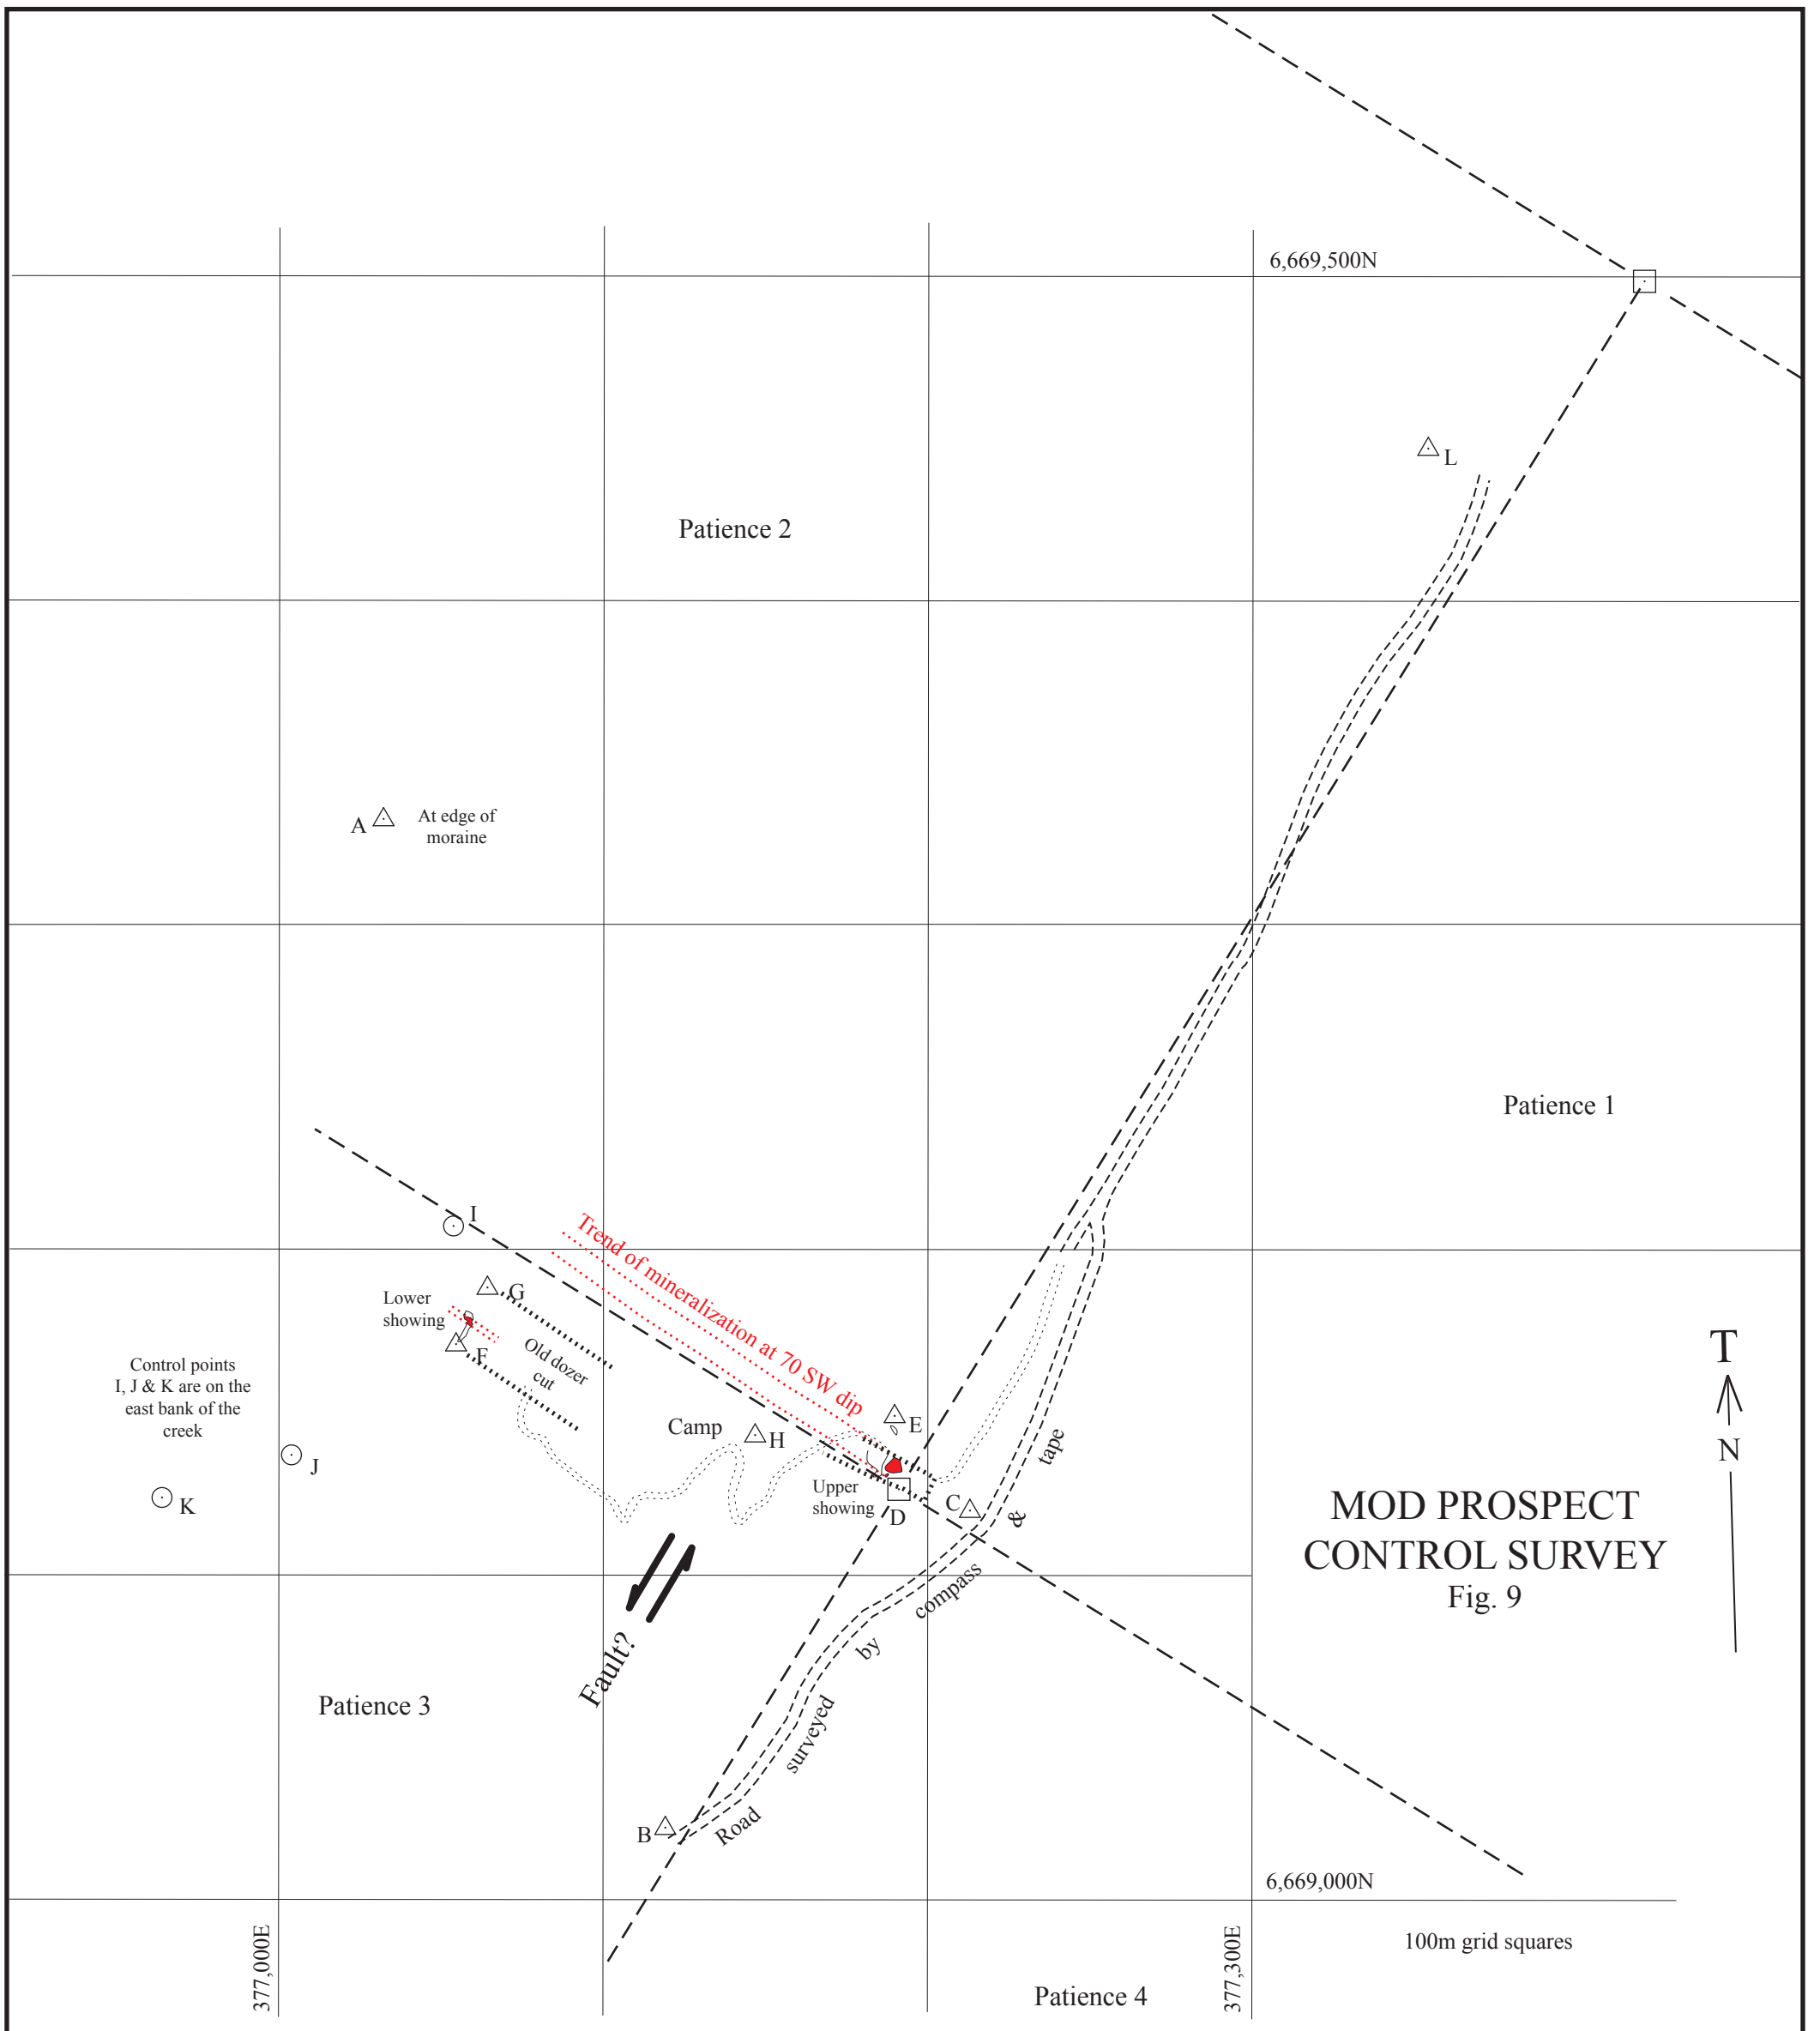 6,669,500N
L
Patience 2
A
At edge of
moraine
Patience 1
I
Trend of mineralization at 70 SW dip
G
Lower
showing
F
Old dozer
cut
T
N
Control points
I, J & K are on the
east bank of the
creek
Camp
H
E
J
K
Upper
showing
D
C
Road surveyed by compass & tape
MOD PROSPECT
CONTROL SURVEY
Fig. 9
Fault?
Patience 3
B
6,669,000N
377,000E
377,300E
100m grid squares
Patience 4